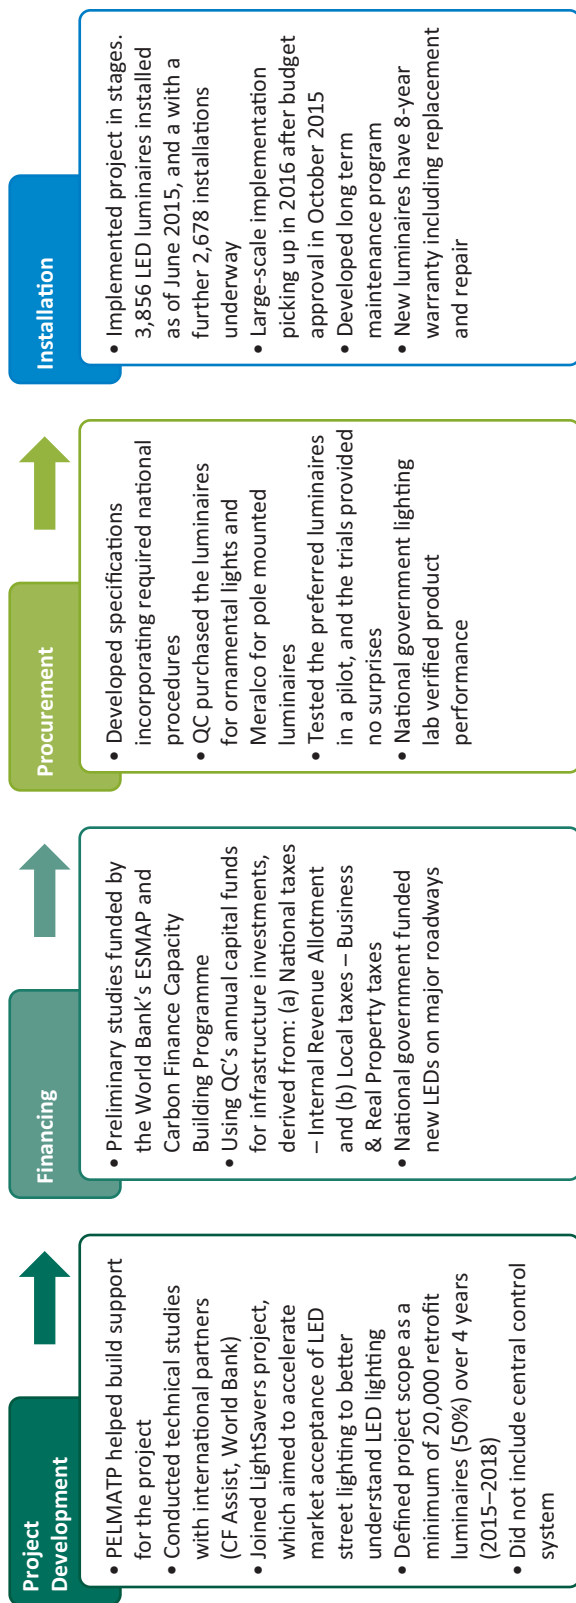 Project
Development
• PELMATP helped build support
for the project
• Conducted technical studies
with international partners
(CF Assist, World Bank)
• Joined LightSavers project,
which aimed to accelerate
market acceptance of LED
street lighting to better
understand LED lighting
• Defined project scope as a
minimum of 20,000 retrofit
luminaires (50%) over 4 years
(2015–2018)
• Did not include central control
system
Financing
• Preliminary studies funded by
the World Bank's ESMAP and
Carbon Finance Capacity
Building Programme
• Using QC's annual capital funds
for infrastructure investments,
derived from: (a) National taxes
– Internal Revenue Allotment
and (b) Local taxes – Business
& Real Property taxes
• National government funded
new LEDs on major roadways
Procurement
• Developed specifications
incorporating required national
procedures
• QC purchased the luminaires
for ornamental lights and
Meralco for pole mounted
luminaires
• Tested the preferred luminaires
in a pilot, and the trials provided
no surprises
• National government lighting
lab verified product
performance
Installation
• Implemented project in stages.
3,856 LED luminaires installed
as of June 2015, and a with a
further 2,678 installations
underway
• Large-scale implementation
picking up in 2016 after budget
approval in October 2015
• Developed long term
maintenance program
• New luminaires have 8-year
warranty including replacement
and repair